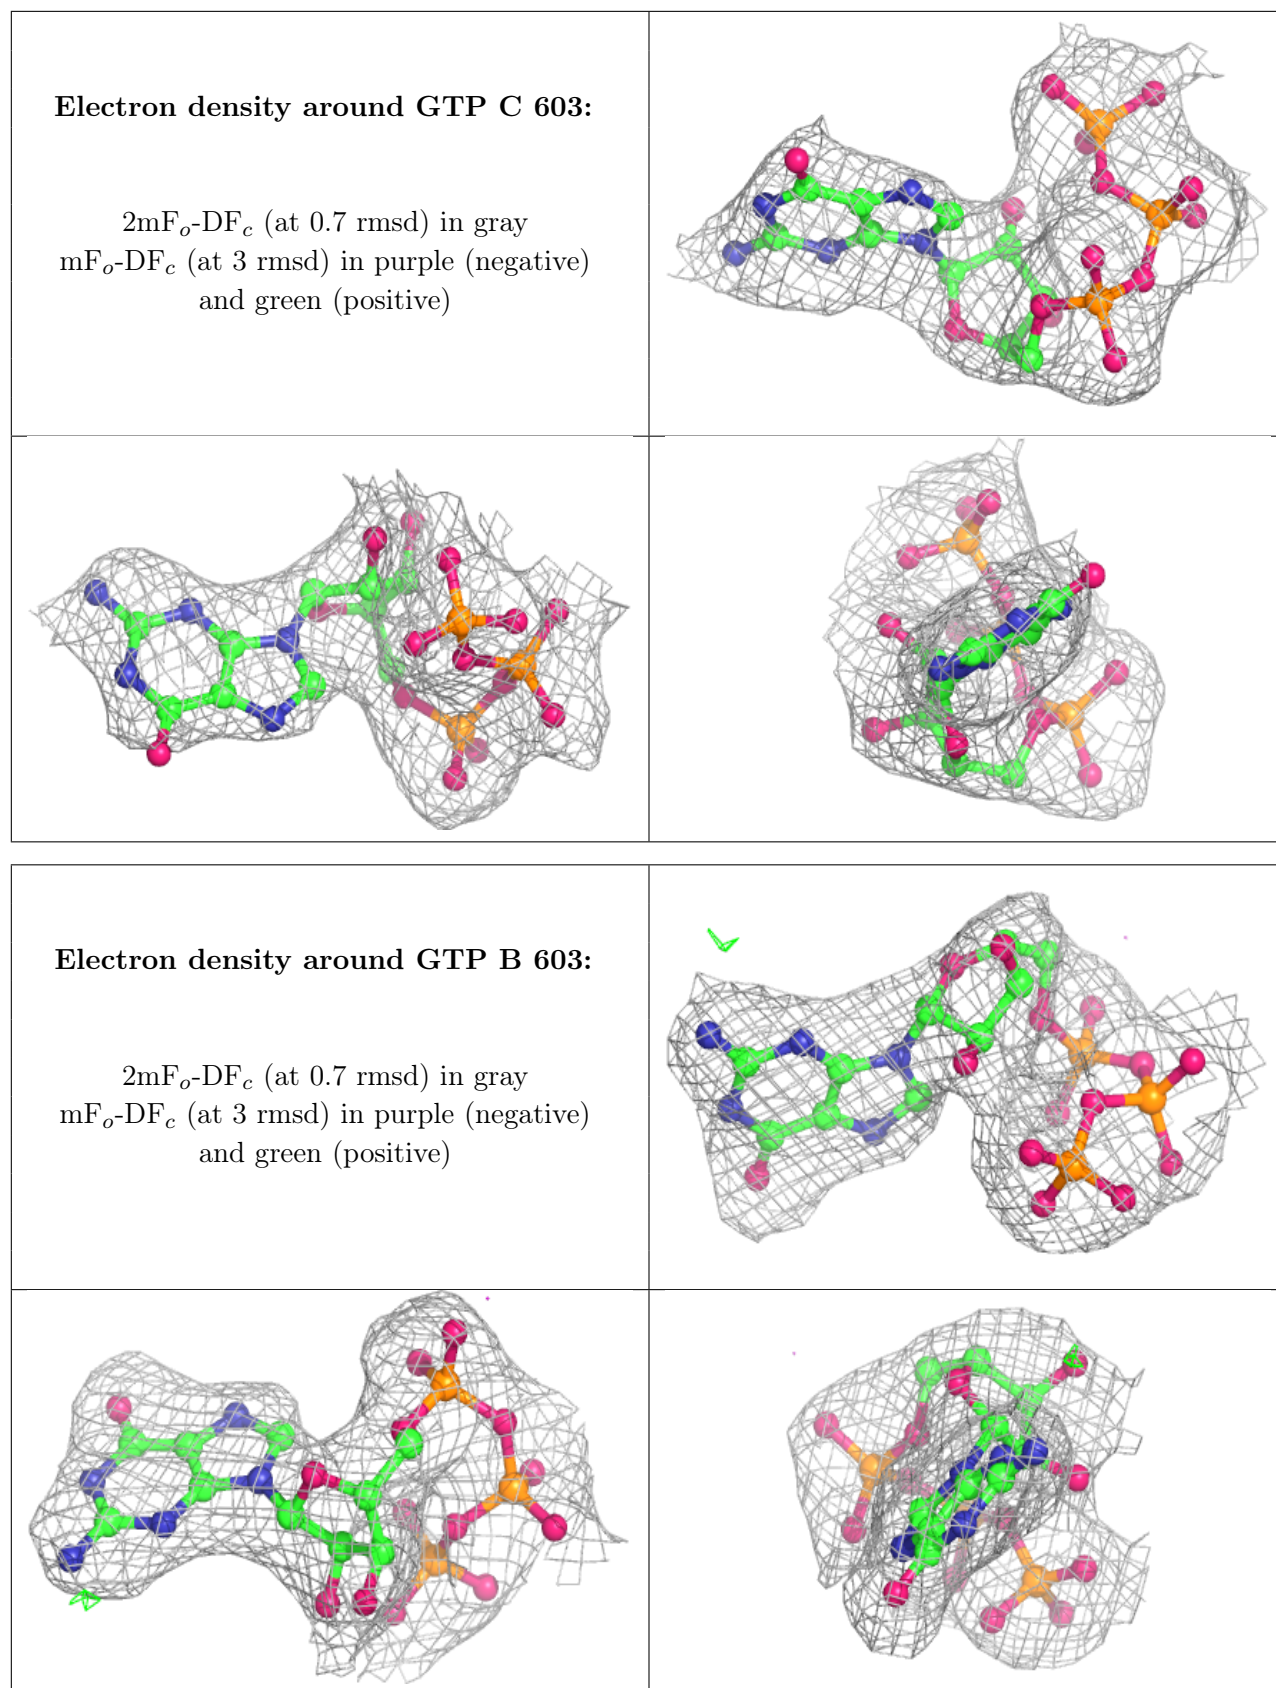 Electron density around GTP C 603:
2mFo-DFc (at 0.7 rmsd) in gray
mFo-DFc (at 3 rmsd) in purple (negative)
and green (positive)
Electron density around GTP B 603:
2mFo-DFc (at 0.7 rmsd) in gray
mFo-DFc (at 3 rmsd) in purple (negative)
and green (positive)